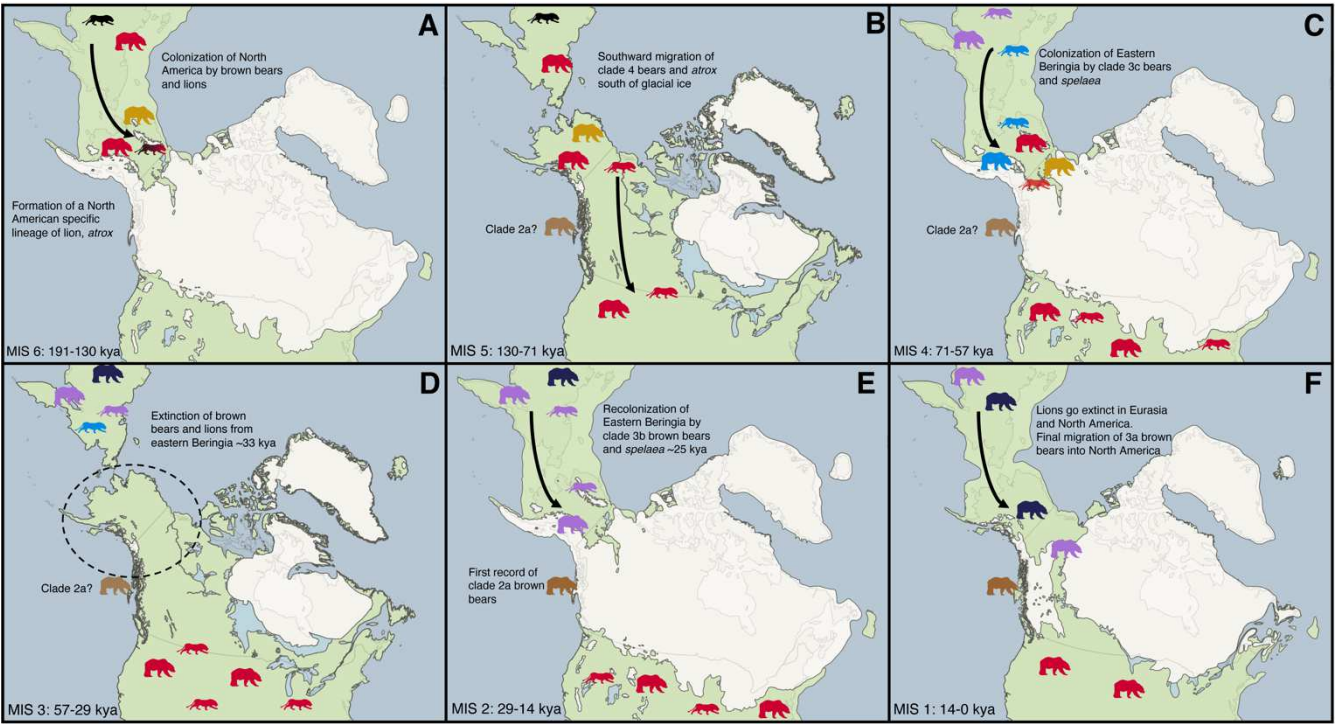 A
Colonization of North
America by brown bears
and lions
Formation of a North
American specific
lineage of lion, atrox
MIS 6: 191-130 kya
B
Southward migration of
clade 4 bears and atrox
south of glacial ice
Clade 2a?
MIS 5: 130-71 kya
C
Colonization of Eastern
Beringia by clade 3c bears
and spelaea
Clade 2a?
MIS 4: 71-57 kya
D
Extinction of brown
bears and lions from
eastern Beringia ~33 kya
Clade 2a?
MIS 3: 57-29 kya
E
Recolonization of
Eastern Beringia by
clade 3b brown bears
and spelaea ~25 kya
First record of
clade 2a brown
bears
MIS 2: 29-14 kya
F
Lions go extinct in Eurasia
and North America.
Final migration of 3a brown
bears into North America
MIS 1: 14-0 kya